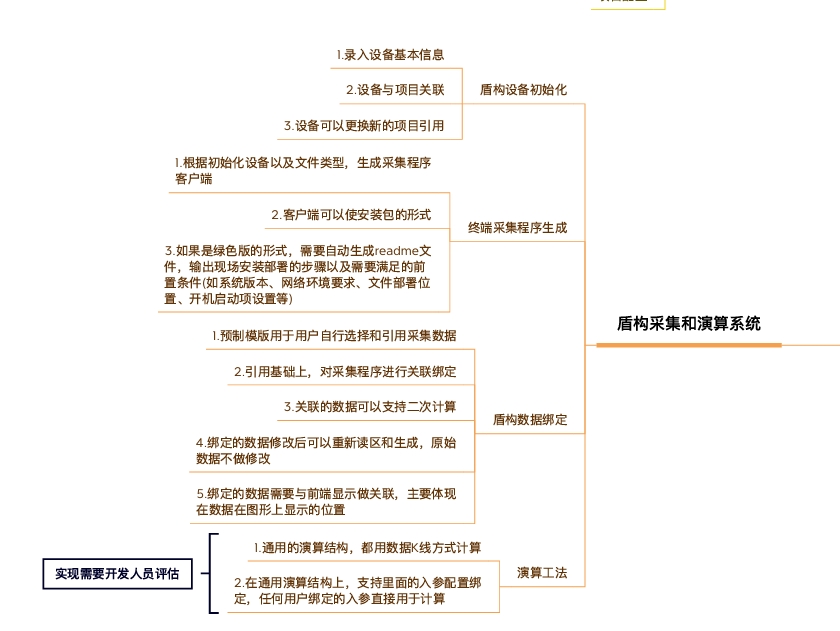 1.录入设备基本信息
2.设备与项目关联
盾构设备初始化
3.设备可以更换新的项目引用
1.根据初始化设备以及文件类型，生成采集程序
客户端
2.客户端可以使安装包的形式
终端采集程序生成
3.如果是绿色版的形式，需要自动生成readme文
件，输出现场安装部署的步骤以及需要满足的前
置条件(如系统版本、网络环境要求、文件部署位
置、开机启动项设置等)
盾构采集和演算系统
1.预制模版用于用户自行选择和引用采集数据
2.引用基础上，对采集程序进行关联绑定
3.关联的数据可以支持二次计算
盾构数据绑定
4.绑定的数据修改后可以重新读区和生成，原始
数据不做修改
5.绑定的数据需要与前端显示做关联，主要体现
在数据在图形上显示的位置
1.通用的演算结构，都用数据K线方式计算
演算工法
实现需要开发人员评估
2.在通用演算结构上，支持里面的入参配置绑
定，任何用户绑定的入参直接用于计算